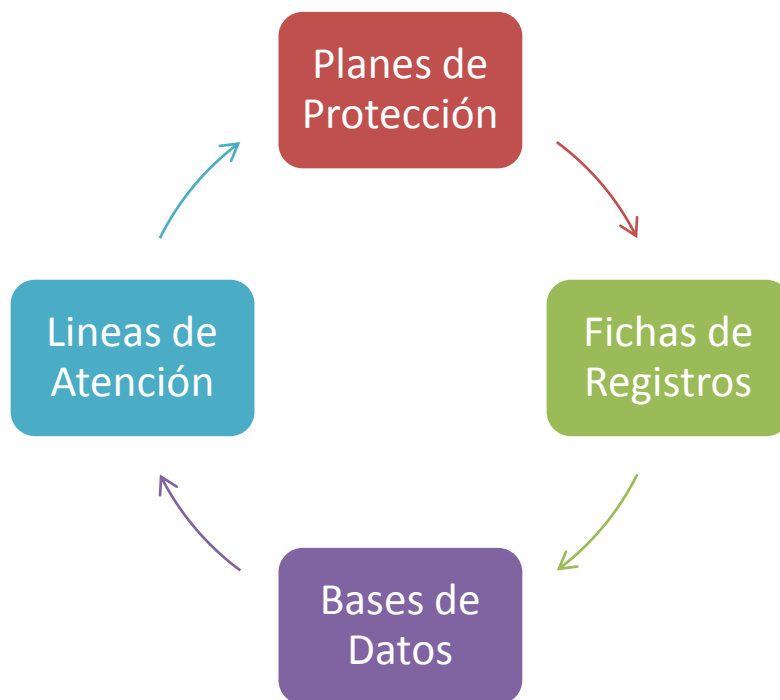 Planes de
Protección
Fichas de
Registros
Bases de
Datos
Lineas de
Atención